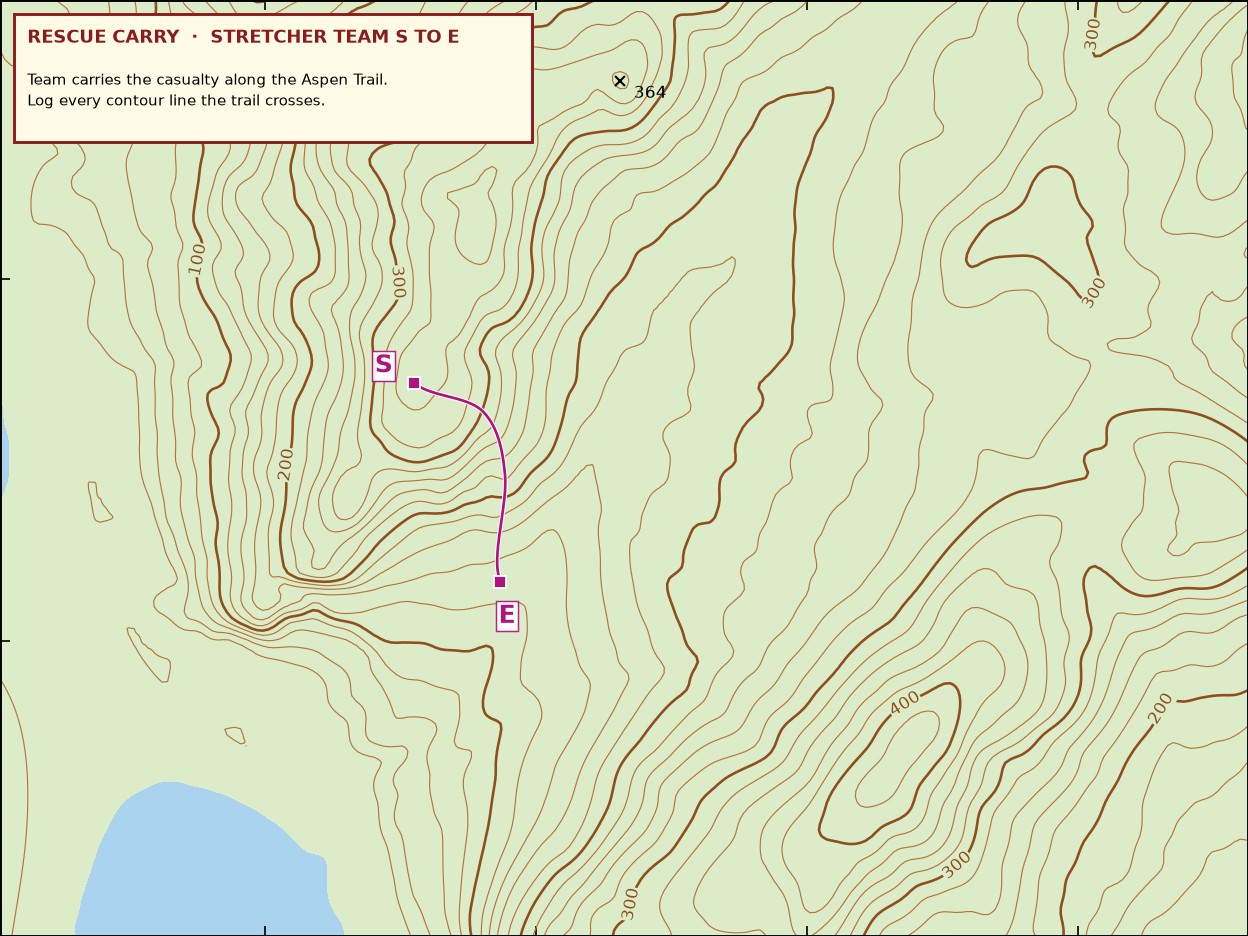 RESCUE CARRY · STRETCHER TEAM S TO E
Team carries the casualty along the Aspen Trail.
Log every contour line the trail crosses.
364
300
100
300
300
S
200
E
400
200
300
300